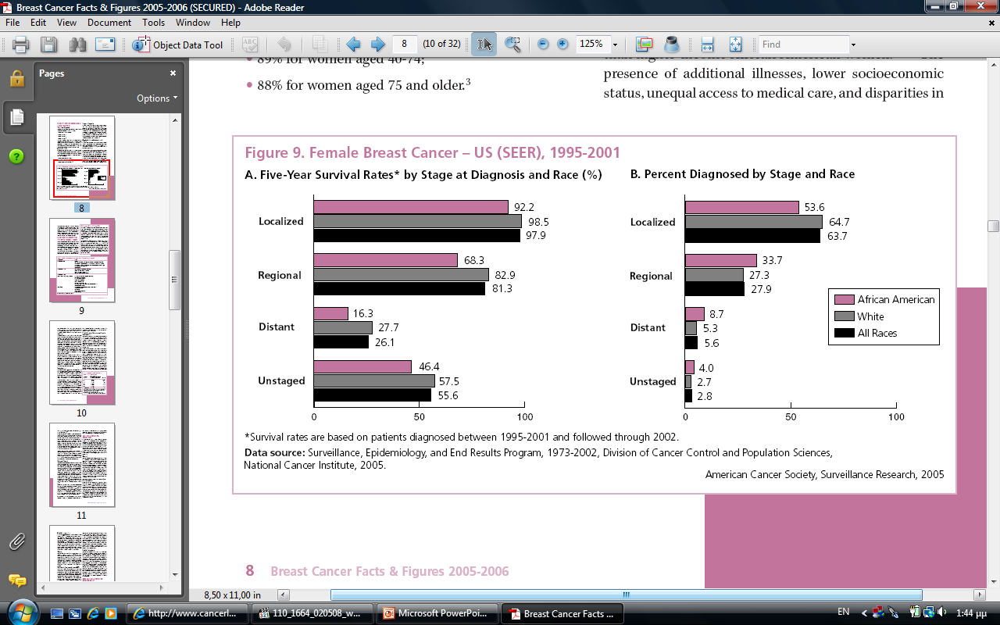 Breast Cancer Facts & Figures 2005-2006 (SECURED) - Adobe Reader
File Edit View Document Tools Window Help
Object Data Tool 8 (10 of 32) 125% Find
Pages
Options
8
9
10
11
• 89% for women aged 40-74;
• 88% for women aged 75 and older.3
presence of additional illnesses, lower socioeconomic
status, unequal access to medical care, and disparities in
Figure 9. Female Breast Cancer – US (SEER), 1995-2001
A. Five-Year Survival Rates* by Stage at Diagnosis and Race (%)
Localized
92.2
98.5
97.9
Regional
68.3
82.9
81.3
Distant
16.3
27.7
26.1
Unstaged
46.4
57.5
55.6
0 50 100
B. Percent Diagnosed by Stage and Race
Localized
53.6
64.7
63.7
Regional
33.7
27.3
27.9
Distant
8.7
5.3
5.6
Unstaged
4.0
2.7
2.8
0 50 100
African American
White
All Races
*Survival rates are based on patients diagnosed between 1995-2001 and followed through 2002.
Data source: Surveillance, Epidemiology, and End Results Program, 1973-2002, Division of Cancer Control and Population Sciences,
National Cancer Institute, 2005.
American Cancer Society, Surveillance Research, 2005
8 Breast Cancer Facts & Figures 2005-2006
8,50 x 11,00 in
http://www.cancerl... 110_1664_020508_w... Microsoft PowerPoi... Breast Cancer Facts ... EN 1:44 μμ